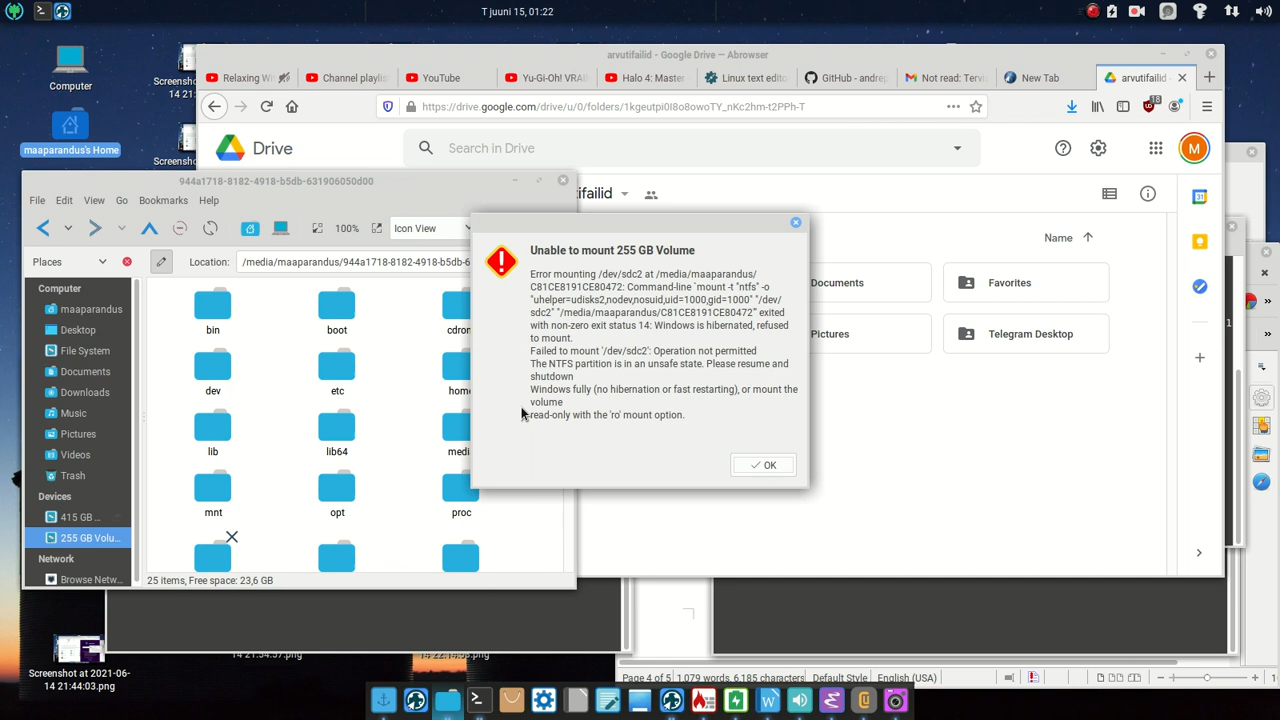 T juuni 15, 01:22
Computer
maaparandus's Home
Screenshot at 2021-06-14 21:44:03.png
arvutifailid - Google Drive — Abrowser
Relaxing Wi
Channel playlis
YouTube
Yu-Gi-Oh! VRAI
Halo 4: Master
Linux text edito
GitHub - andrep
Not read: Tervi
New Tab
arvutifailid
https://drive.google.com/drive/u/0/folders/1kgeutpi0I8o8owoTY_nKc2hm-t2PPh-T
18
Drive
Search in Drive
M
tifailid
Name
Documents
Favorites
Pictures
Telegram Desktop
944a1718-8182-4918-b5db-631906050d00
File Edit View Go Bookmarks Help
100%
Icon View
Places
Location:
/media/maaparandus/944a1718-8182-4918-b5db-6
Computer
maaparandus
Desktop
File System
Documents
Downloads
Music
Pictures
Videos
Trash
Devices
415 GB ...
255 GB Volu...
Network
Browse Netw...
bin
boot
cdrom
dev
etc
home
lib
lib64
media
mnt
opt
proc
25 items, Free space: 23,6 GB
Unable to mount 255 GB Volume
Error mounting /dev/sdc2 at /media/maaparandus/
C81CE8191CE80472: Command-line `mount -t "ntfs" -o
"uhelper=udisks2,nodev,nosuid,uid=1000,gid=1000" "/dev/
sdc2" "/media/maaparandus/C81CE8191CE80472"' exited
with non-zero exit status 14: Windows is hibernated, refused
to mount.
Failed to mount '/dev/sdc2': Operation not permitted
The NTFS partition is in an unsafe state. Please resume and
shutdown
Windows fully (no hibernation or fast restarting), or mount the
volume
read-only with the 'ro' mount option.
OK
Page 4 of 5
1,079 words, 6,185 characters
Default Style
English (USA)